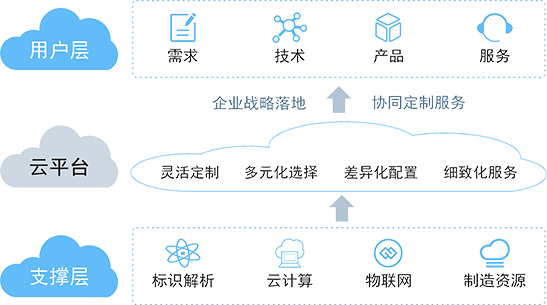 用户层
需求 技术 产品 服务
企业战略落地 协同定制服务
云平台
灵活定制 多元化选择 差异化配置 细致化服务
支撑层
标识解析 云计算 物联网 制造资源